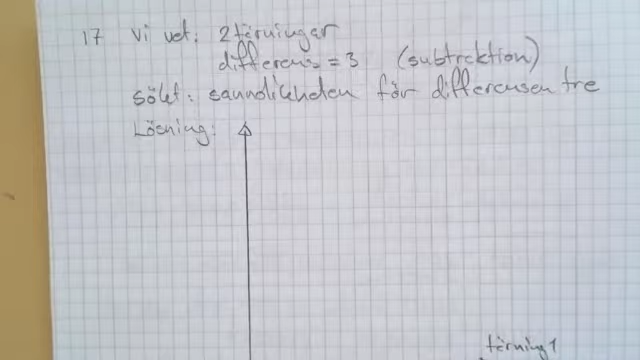 17 Vi vet: 2 tärningar
differens = 3 (subtraktion)
Sökt: sannolikheten för differensen tre
Lösning:
tärning 1